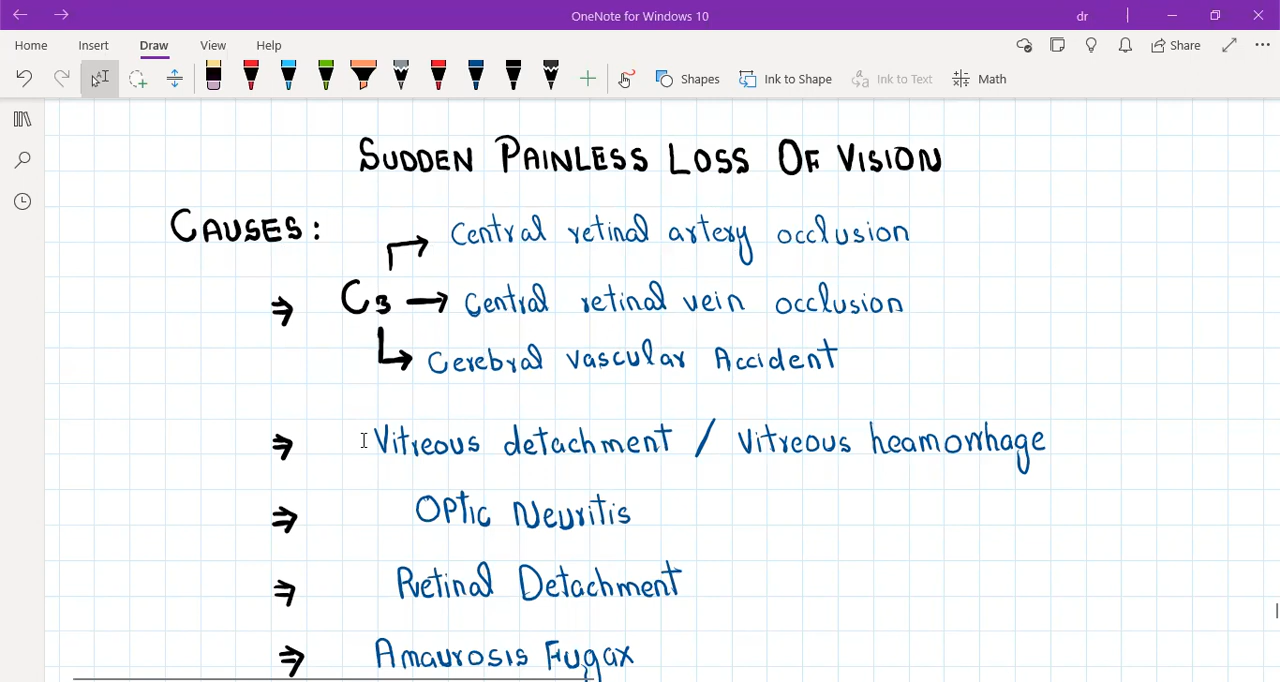 OneNote for Windows 10
dr
Home Insert Draw View Help
Share
Shapes Ink to Shape Ink to Text Math
SUDDEN PAINLESS LOSS OF VISION
CAUSES:
Central retinal artery occlusion
C3 Central retinal vein occlusion
Cerebral vascular Accident
Vitreous detachment / Vitreous heamorrhage
Optic Neuritis
Retinal Detachment
Amaurosis Fugax